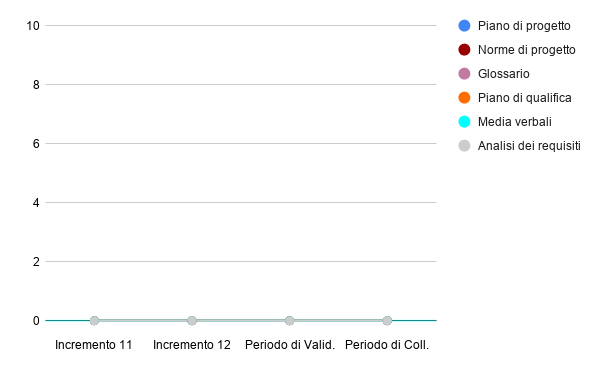 10
8
6
4
2
0
Incremento 11
Incremento 12
Periodo di Valid.
Periodo di Coll.
Piano di progetto
Norme di progetto
Glossario
Piano di qualifica
Media verbali
Analisi dei requisiti